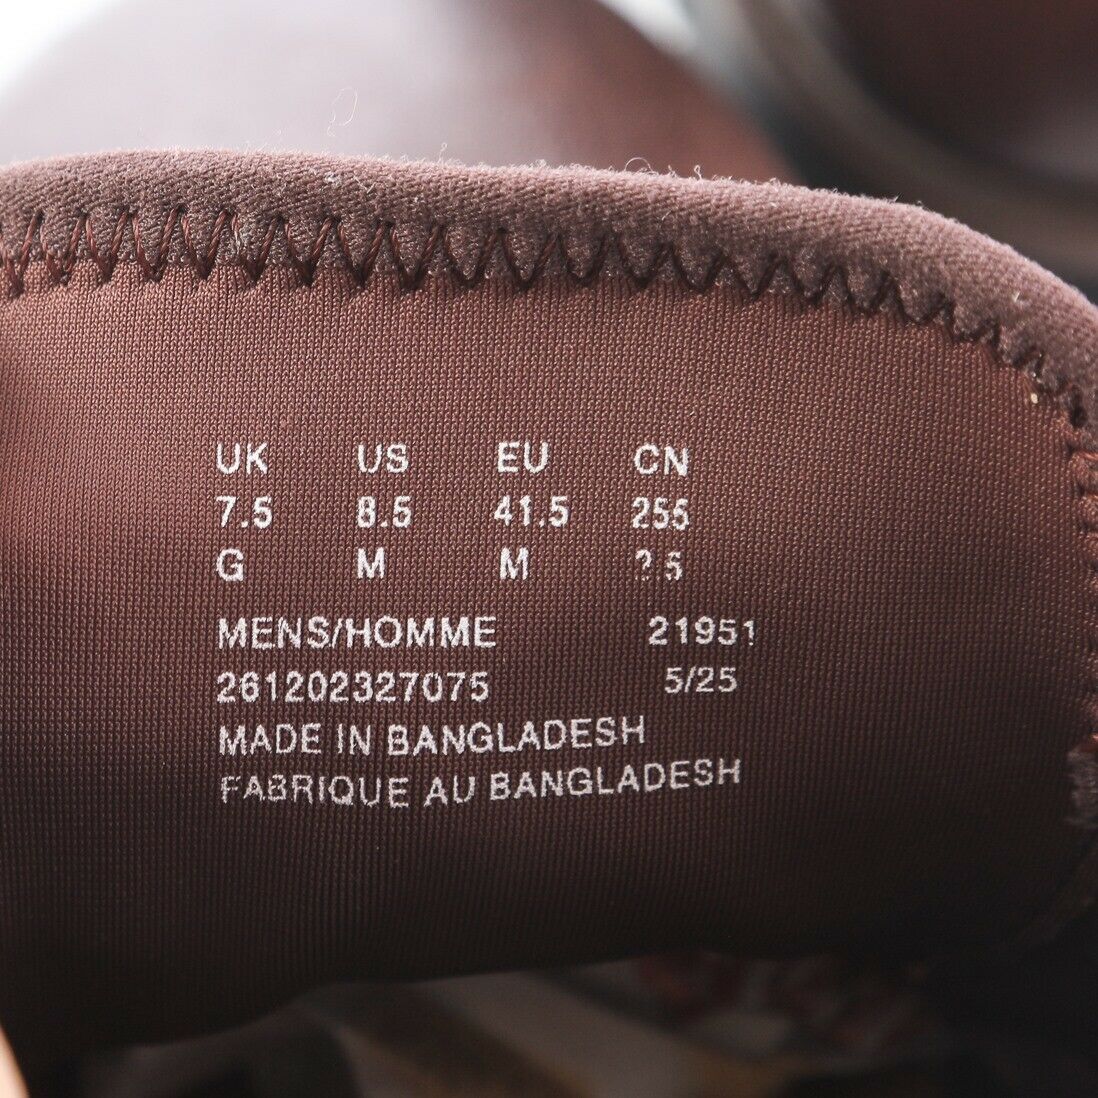 UK US EU CN
7.5 8.5 41.5 255
G M M 2.5
MENS/HOMME 21951
261202327075 5/25
MADE IN BANGLADESH
FABRIQUE AU BANGLADESH